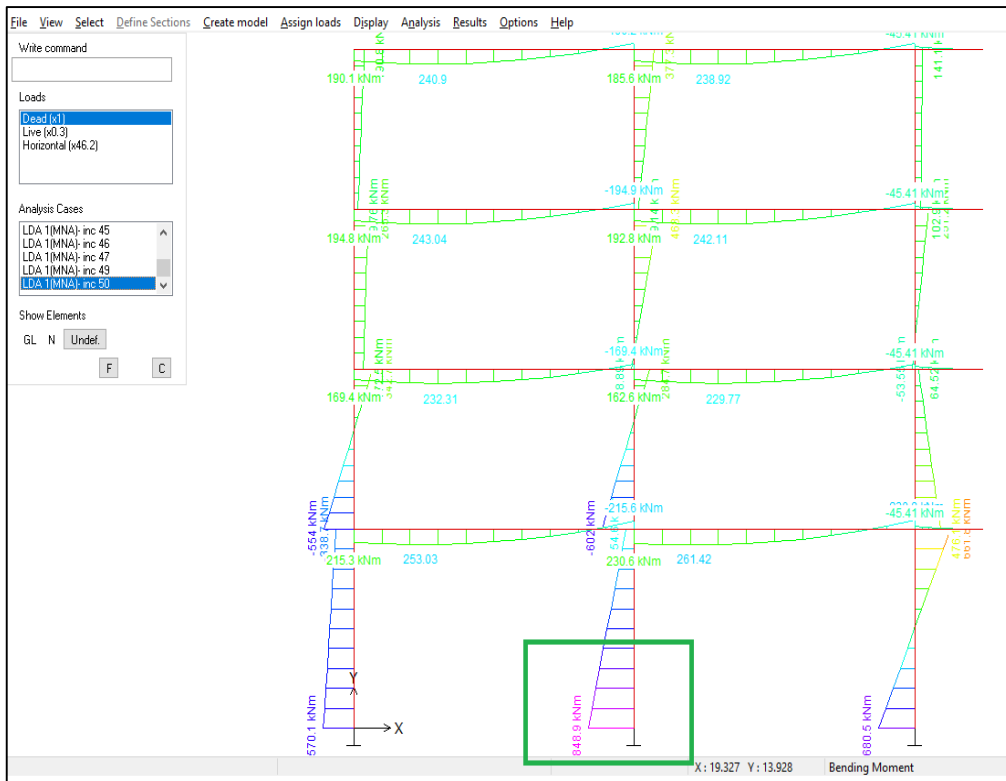 File View Select Define Sections Create model Assign loads Display Analysis Results Options Help
Write command
Loads
Dead (x1)
Live (x0.3)
Horizontal (x46.2)
Analysis Cases
LDA 1(MNA)- inc 45
LDA 1(MNA)- inc 46
LDA 1(MNA)- inc 47
LDA 1(MNA)- inc 49
LDA 1(MNA)- inc 50
Show Elements
GL N Undef.
F C
-45.41 kNm
190.1 kNm 240.9 185.6 kNm 238.92
-194.9 kNm -45.41 kNm
194.8 kNm 243.04 192.8 kNm 242.11
-169.4 kNm -45.41 kNm
169.4 kNm 232.31 162.6 kNm 229.77
-53.55 kNm 64.52 kNm
-215.6 kNm -45.41 kNm
-554 kNm
215.3 kNm 253.03 230.6 kNm 261.42
Y
X
570.1 kNm 848.9 kNm 680.5 kNm
X : 19.327 Y : 13.928 Bending Moment